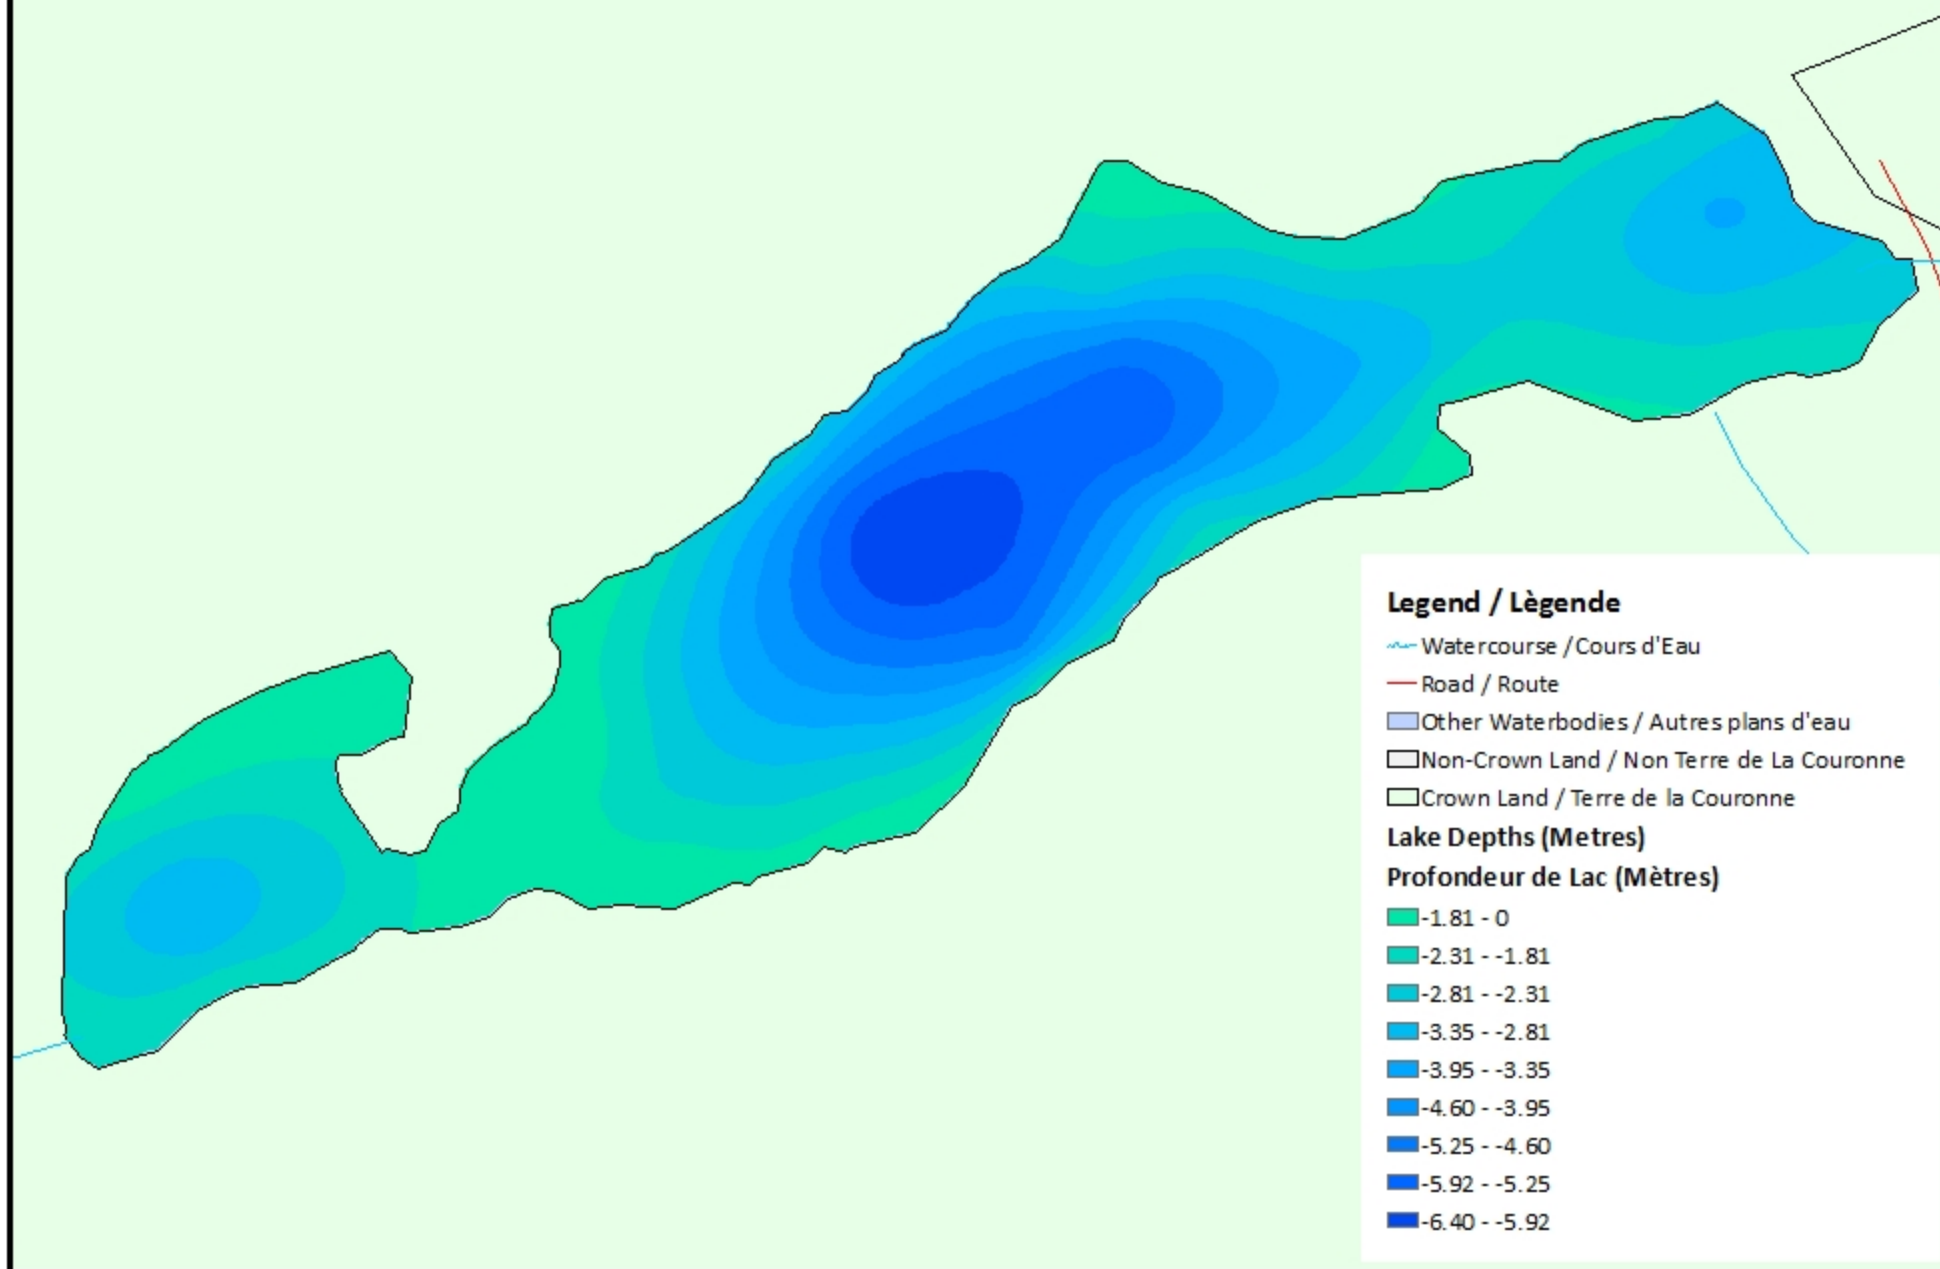 Legend / Lègende
Watercourse /Cours d'Eau
Road / Route
Other Waterbodies / Autres plans d'eau
Non-Crown Land / Non Terre de La Couronne
Crown Land / Terre de la Couronne
Lake Depths (Metres)
Profondeur de Lac (Mètres)
-1.81 - 0
-2.31 - -1.81
-2.81 - -2.31
-3.35 - -2.81
-3.95 - -3.35
-4.60 - -3.95
-5.25 - -4.60
-5.92 - -5.25
-6.40 - -5.92